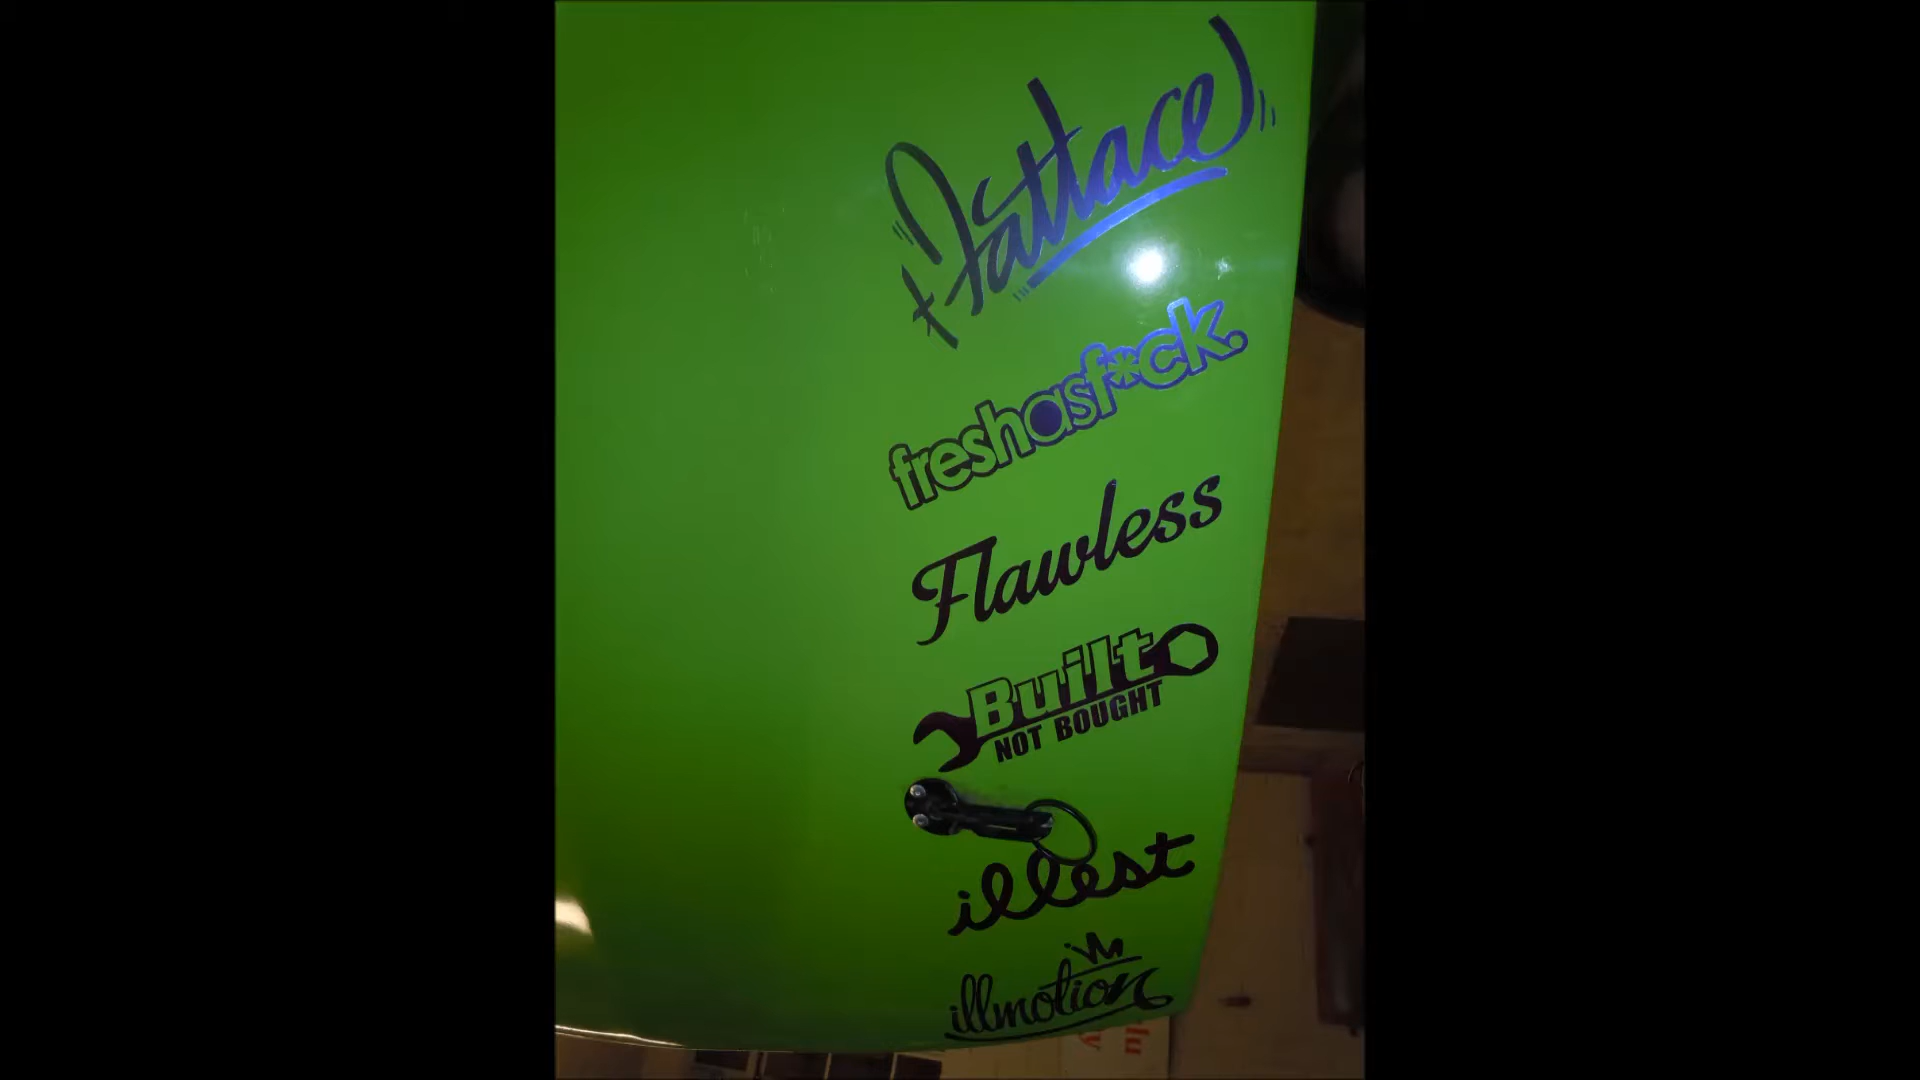 Fatlace
freshasf*ck.
Flawless
Built
NOT BOUGHT
illest
illmotion